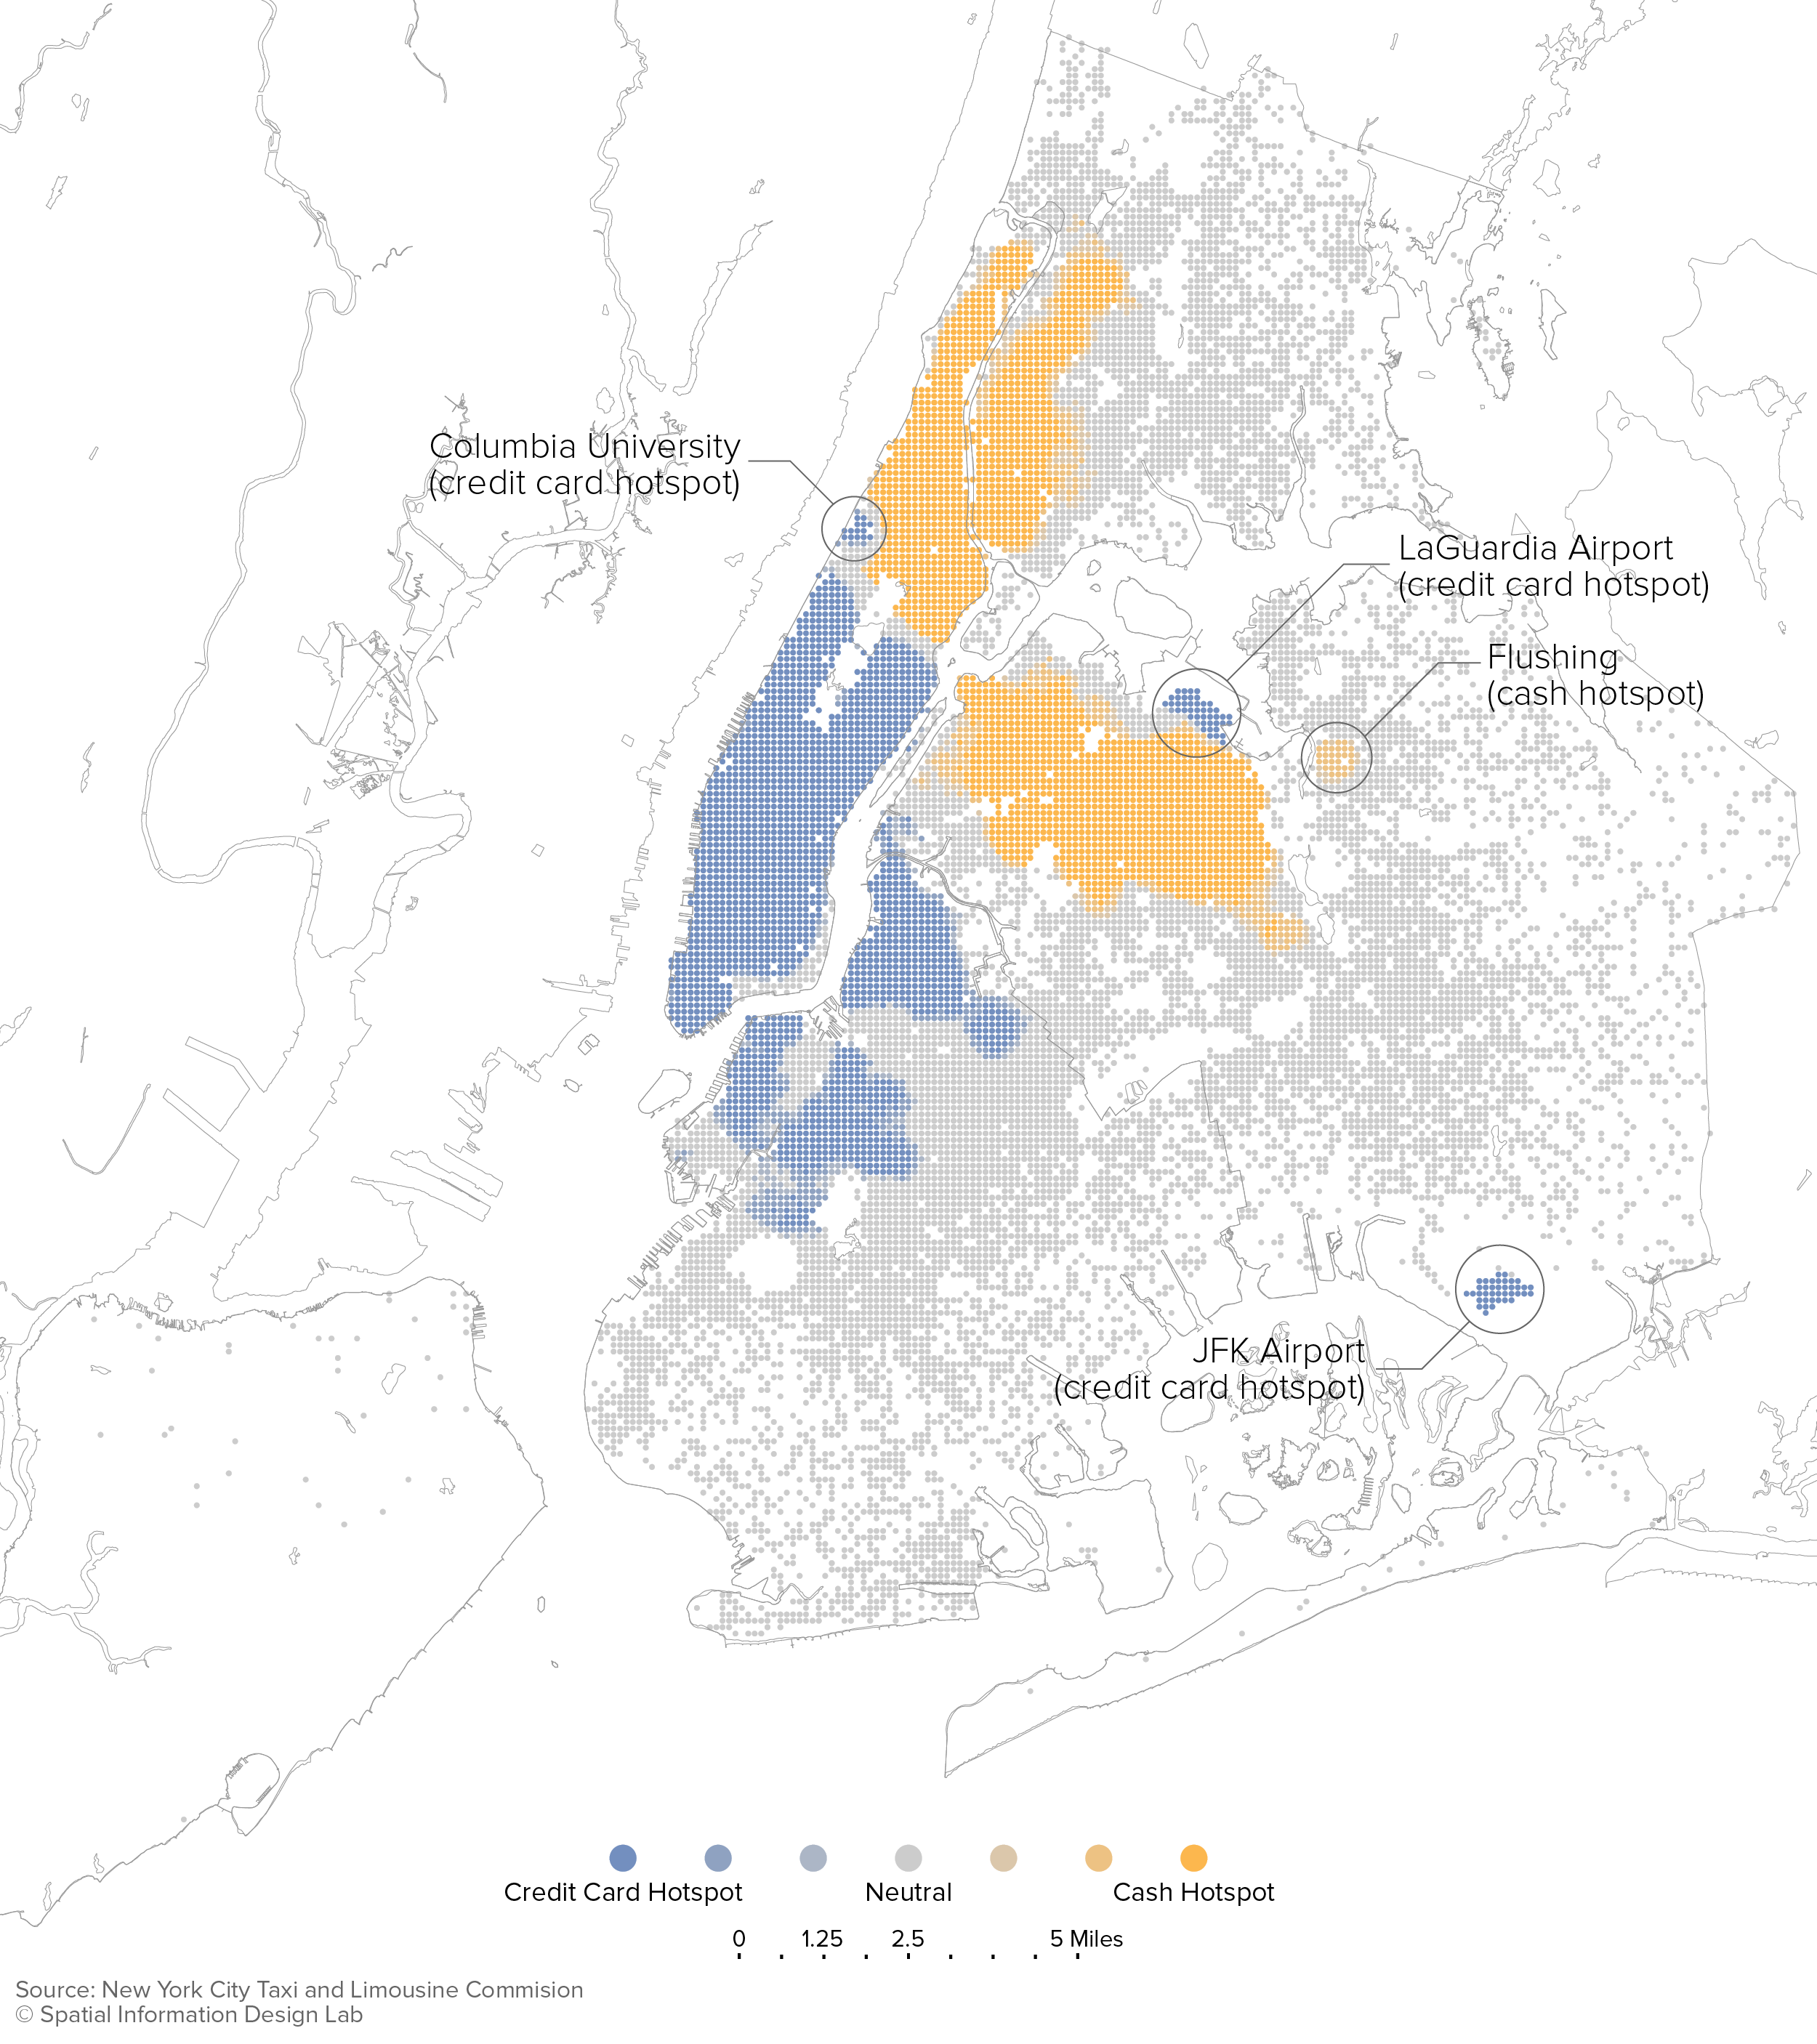 Columbia University
(credit card hotspot)
LaGuardia Airport
(credit card hotspot)
Flushing
(cash hotspot)
JFK Airport
(credit card hotspot)
Credit Card Hotspot
Neutral
Cash Hotspot
0 1.25 2.5 5 Miles
Source: New York City Taxi and Limousine Commision
© Spatial Information Design Lab